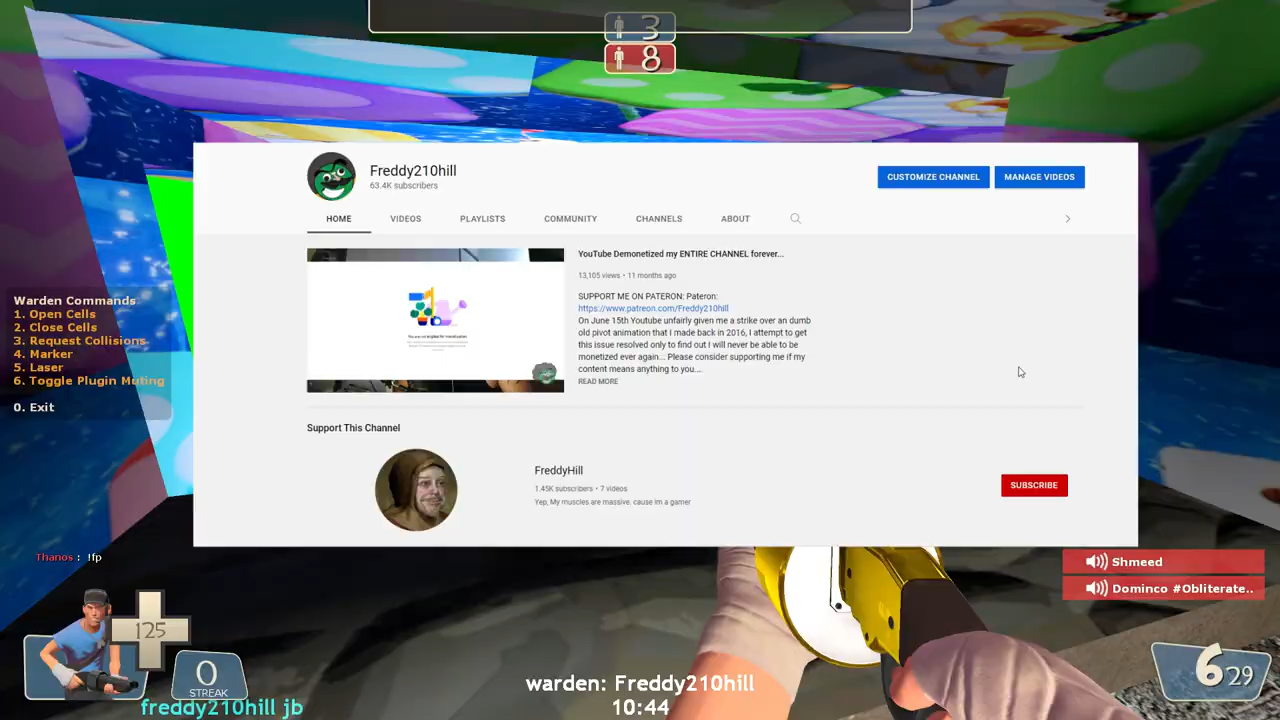 3
8
Freddy210hill
63.4K subscribers
CUSTOMIZE CHANNEL
MANAGE VIDEOS
HOME
VIDEOS
PLAYLISTS
COMMUNITY
CHANNELS
ABOUT
YouTube Demonetized my ENTIRE CHANNEL forever...
13,105 views • 11 months ago
SUPPORT ME ON PATERON: Pateron:
https://www.patreon.com/Freddy210hill
On June 15th Youtube unfairly given me a strike over an dumb
old pivot animation that I made back in 2016, I attempt to get
this issue resolved only to find out I will never be able to be
monetized ever again... Please consider supporting me if my
content means anything to you....
READ MORE
Support This Channel
FreddyHill
1.45K subscribers • 7 videos
Yep, My muscles are massive. cause im a gamer
SUBSCRIBE
Warden Commands
1. Open Cells
2. Close Cells
3. Request Collisions
4. Marker
5. Laser
6. Toggle Plugin Muting
0. Exit
Thanos : !fp
Shmeed
Dominco #Obliterate..
125
0
STREAK
freddy210hill jb
warden: Freddy210hill
10:44
6 29